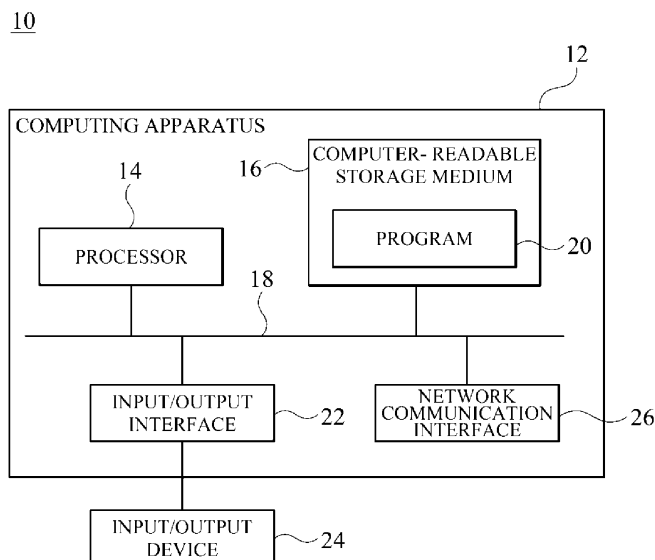 10
12
COMPUTING APPARATUS
COMPUTER- READABLE
STORAGE MEDIUM
16
14
PROGRAM
20
PROCESSOR
18
INPUT/OUTPUT
INTERFACE
22
NETWORK
COMMUNICATION
INTERFACE
26
INPUT/OUTPUT
DEVICE
24